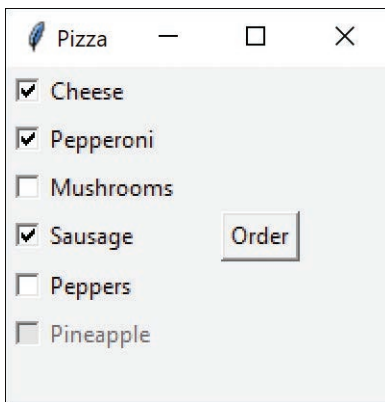 Pizza
Cheese
Pepperoni
Mushrooms
Sausage
Order
Peppers
Pineapple